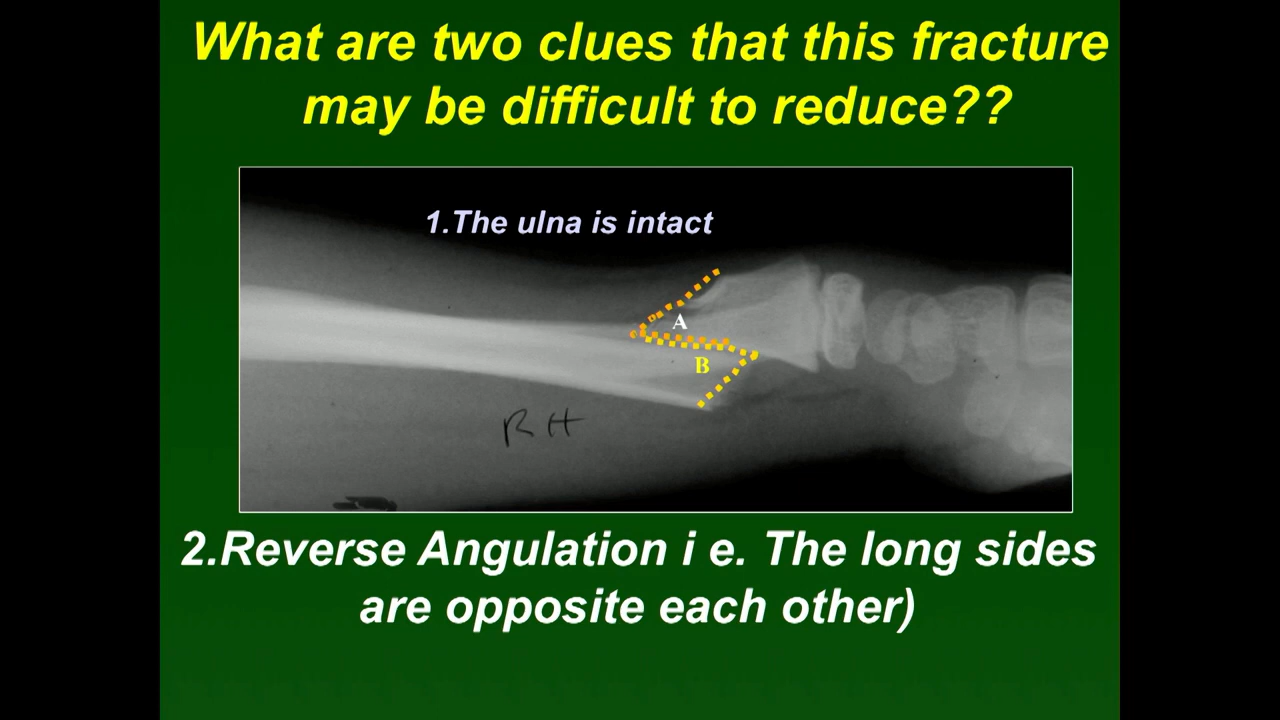 What are two clues that this fracture
may be difficult to reduce??
1.The ulna is intact
A
B
R H
2.Reverse Angulation i e. The long sides
are opposite each other)